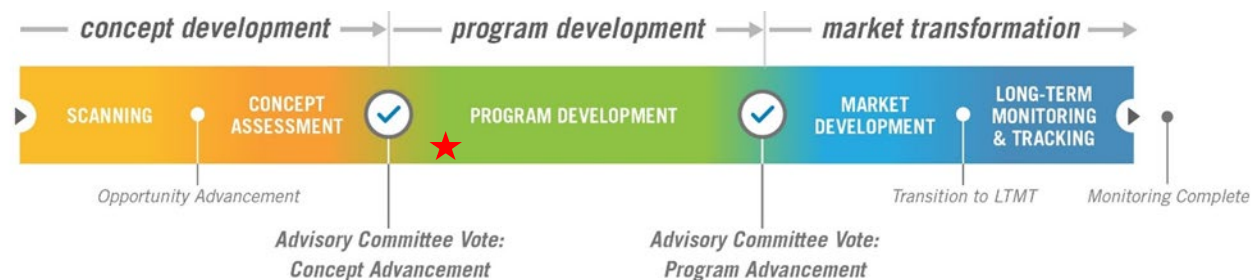 concept development
program development
market transformation
SCANNING
CONCEPT
ASSESSMENT
PROGRAM DEVELOPMENT
MARKET
DEVELOPMENT
LONG-TERM
MONITORING
& TRACKING
Opportunity Advancement
Transition to LTMT
Monitoring Complete
Advisory Committee Vote:
Concept Advancement
Advisory Committee Vote:
Program Advancement